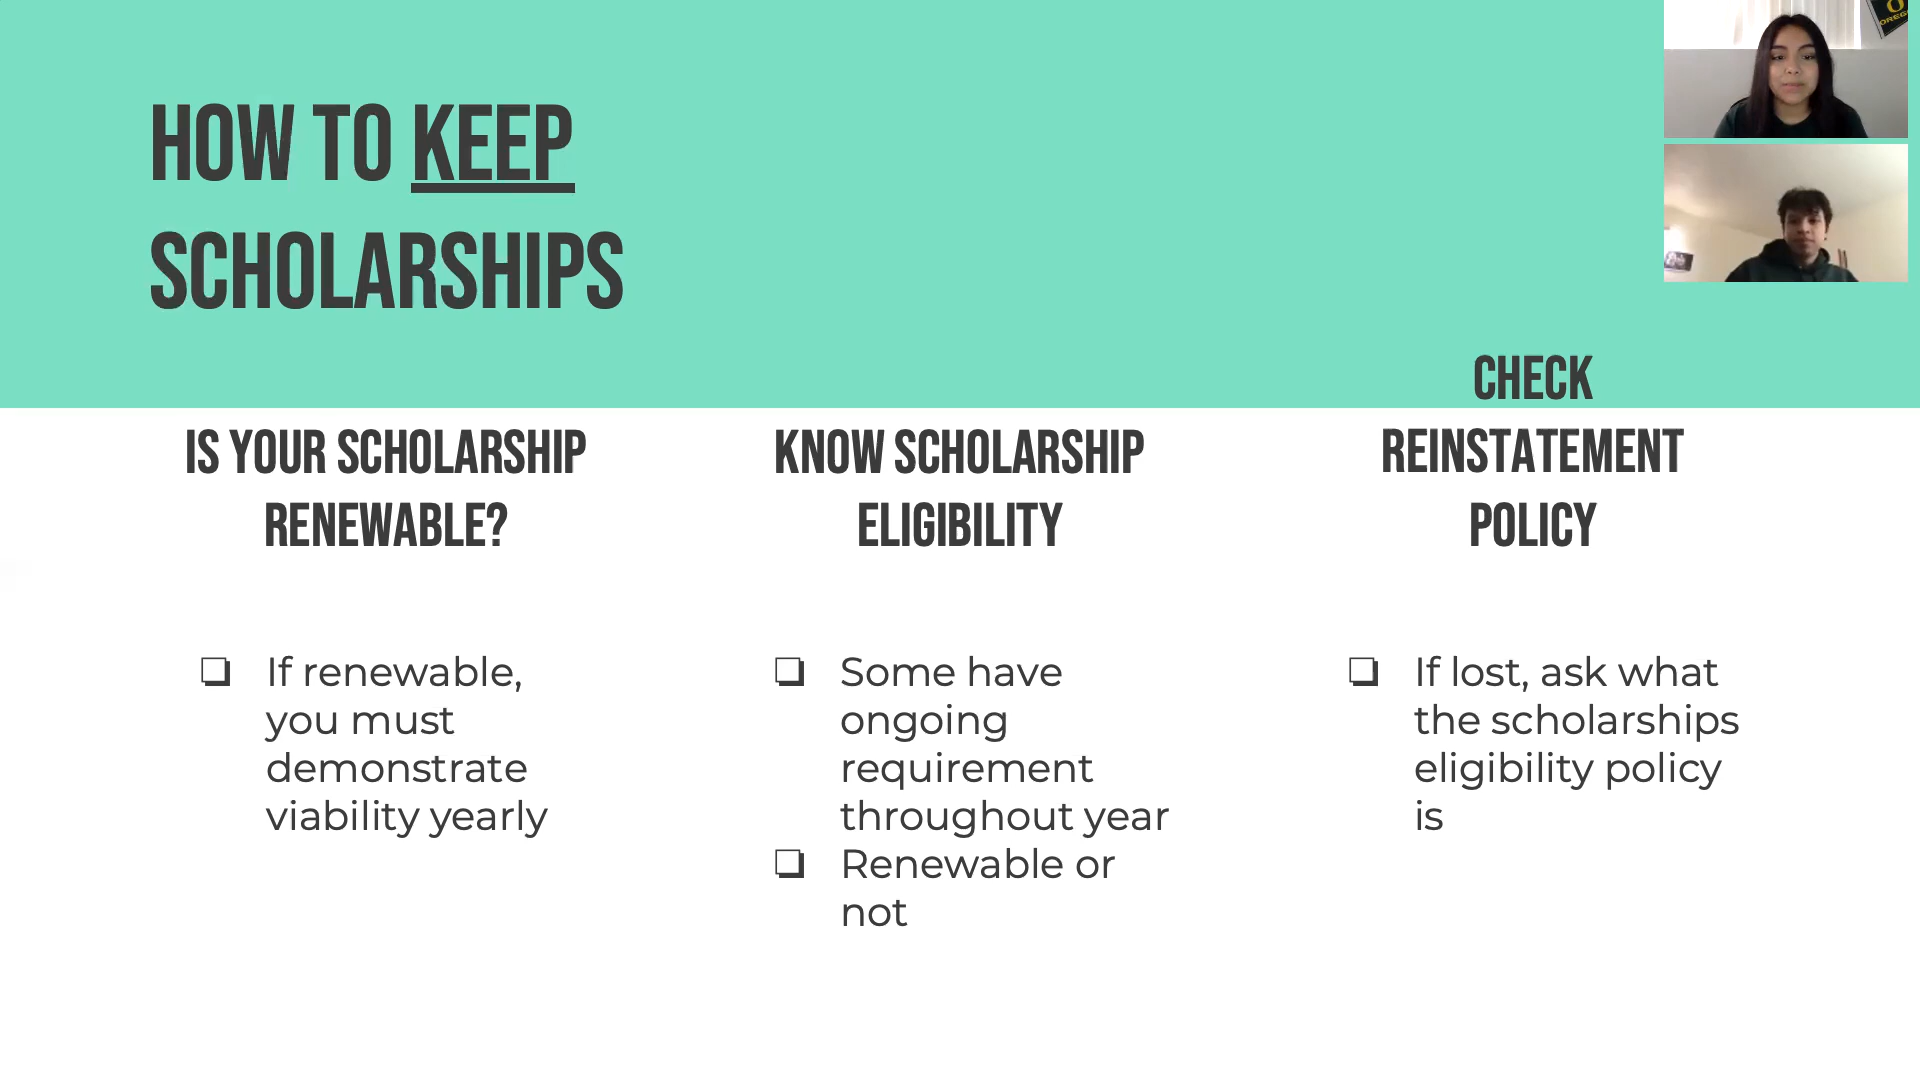 HOW TO KEEP
SCHOLARSHIPS
IS YOUR SCHOLARSHIP
RENEWABLE?
If renewable,
you must
demonstrate
viability yearly
KNOW SCHOLARSHIP
ELIGIBILITY
Some have
ongoing
requirement
throughout year
Renewable or
not
CHECK
REINSTATEMENT
POLICY
If lost, ask what
the scholarships
eligibility policy
is
O